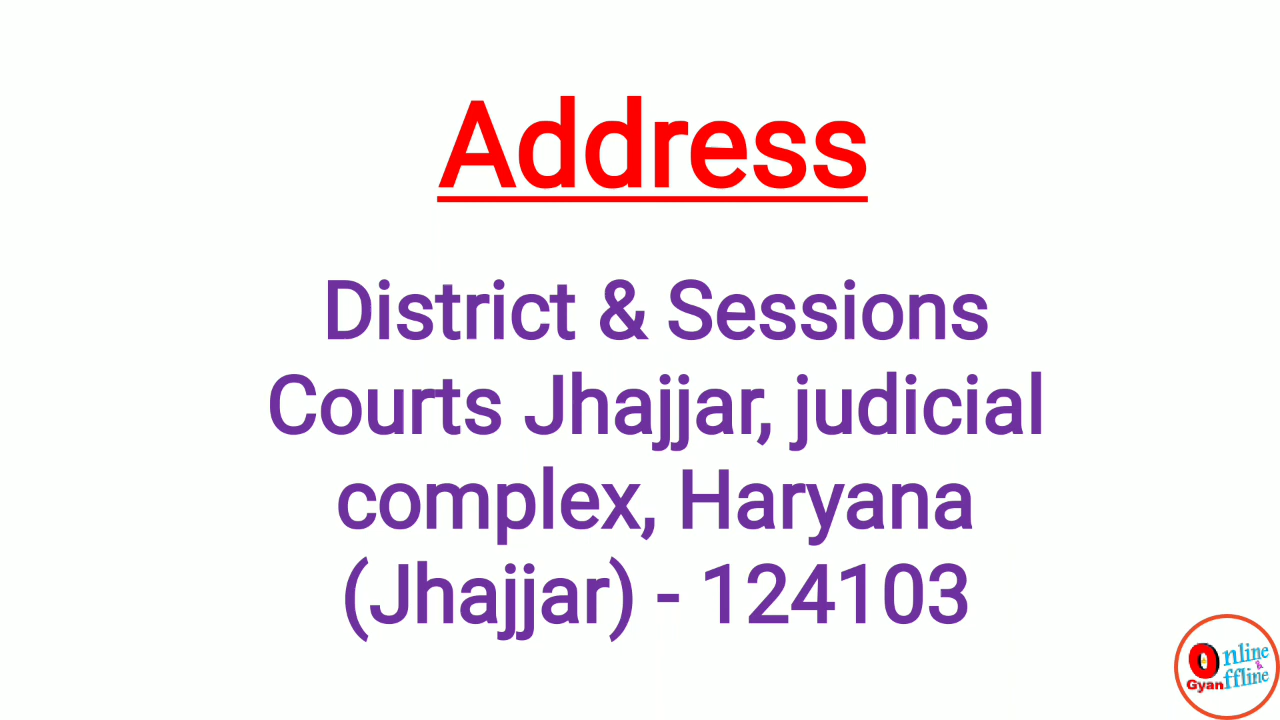 Address
District & Sessions
Courts Jhajjar, judicial
complex, Haryana
(Jhajjar) - 124103
Online
&
Gyan ffline